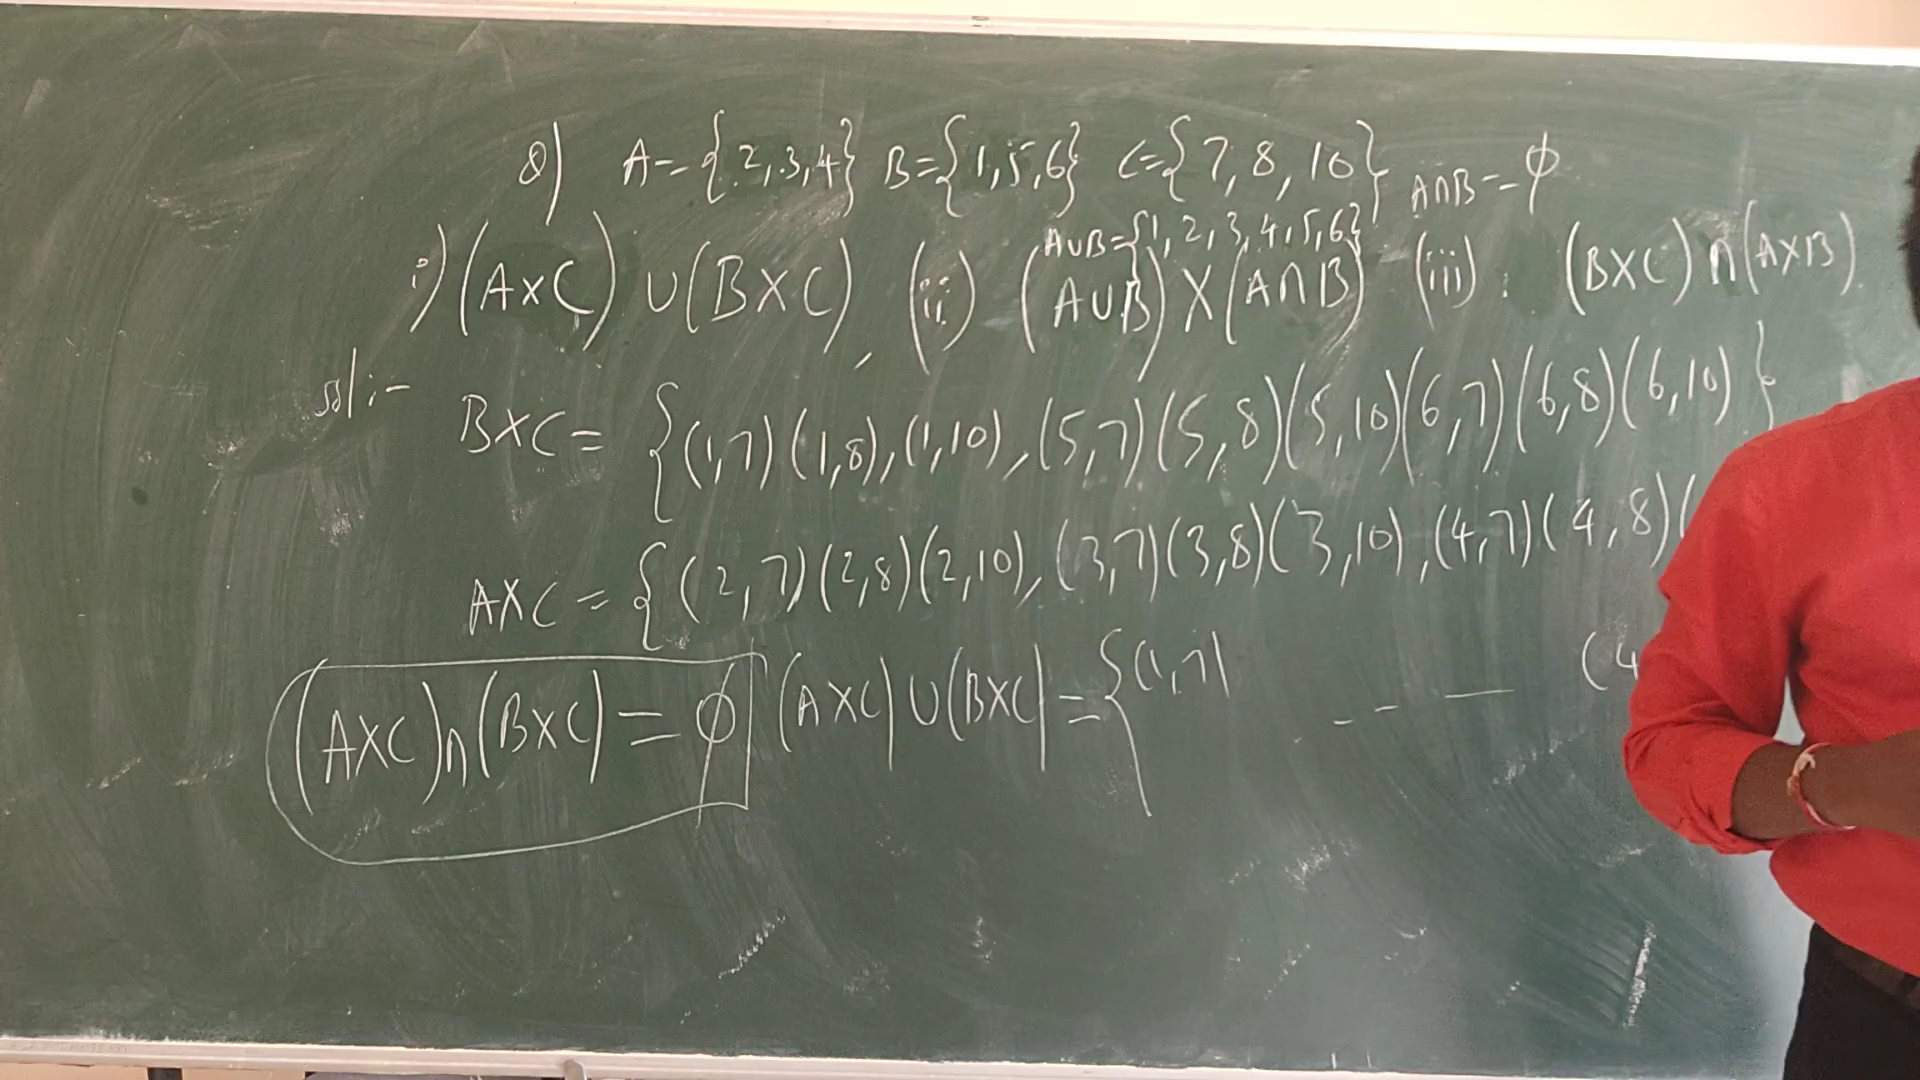 Q) A = {2,3,4} B = {1,5,6} C = {7,8,10} A∩B = ϕ
A∪B = {1,2,3,4,5,6}
i) (A×C) ∪ (B×C), (ii) (A∪B) × (A∩B) (iii). (B×C) ∩ (A×B).
sol:- B×C = {(1,7) (1,8), (1,10), (5,7) (5,8) (5,10) (6,7) (6,8) (6,10)}
A×C = {(2,7) (2,8) (2,10), (3,7) (3,8) (3,10), (4,7) (4,8) (
(A×C) ∩ (B×C) = ϕ (A×C) ∪ (B×C) = {(1,7) - - — (4